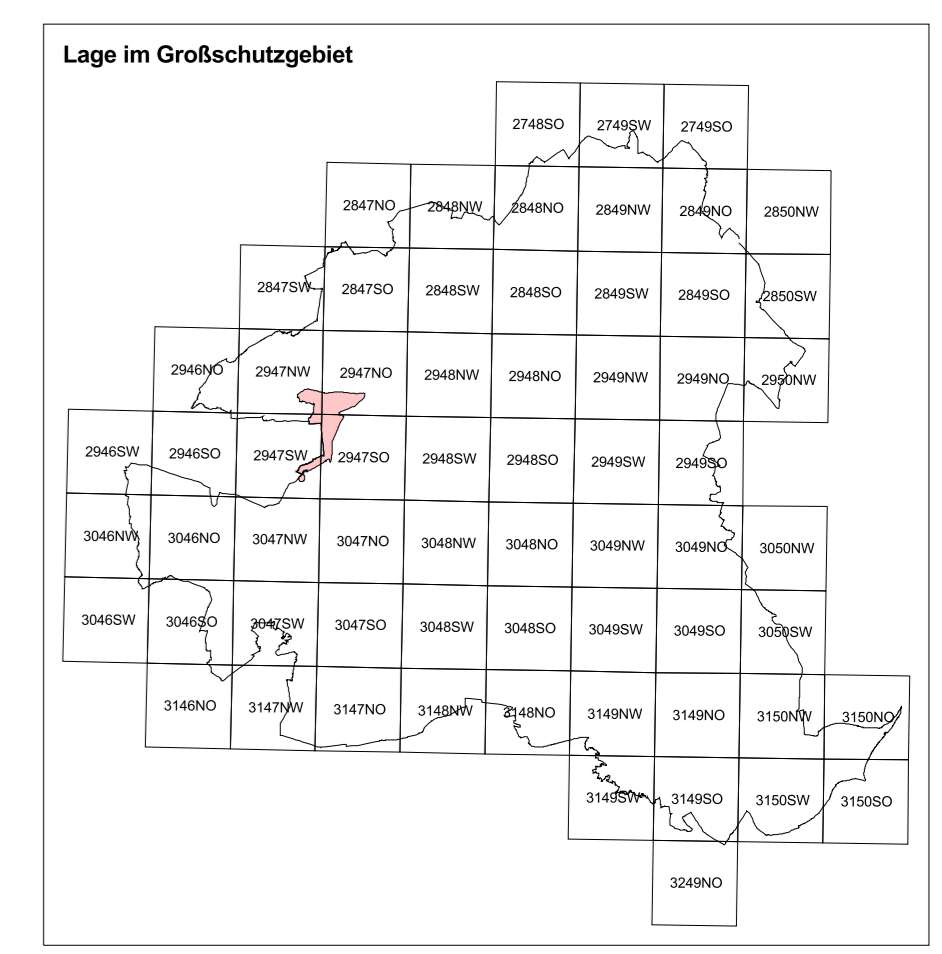 Lage im Großschutzgebiet
2748SO 2749SW 2749SO
2847NO 2848NW 2848NO 2849NW 2849NO 2850NW
2847SW 2847SO 2848SW 2848SO 2849SW 2849SO 2850SW
2946NO 2947NW 2947NO 2948NW 2948NO 2949NW 2949NO 2950NW
2946SW 2946SO 2947SW 2947SO 2948SW 2948SO 2949SW 2949SO
3046NW 3046NO 3047NW 3047NO 3048NW 3048NO 3049NW 3049NO 3050NW
3046SW 3046SO 3047SW 3047SO 3048SW 3048SO 3049SW 3049SO 3050SW
3146NO 3147NW 3147NO 3148NW 3148NO 3149NW 3149NO 3150NW 3150NO
3149SW 3149SO 3150SW 3150SO
3249NO